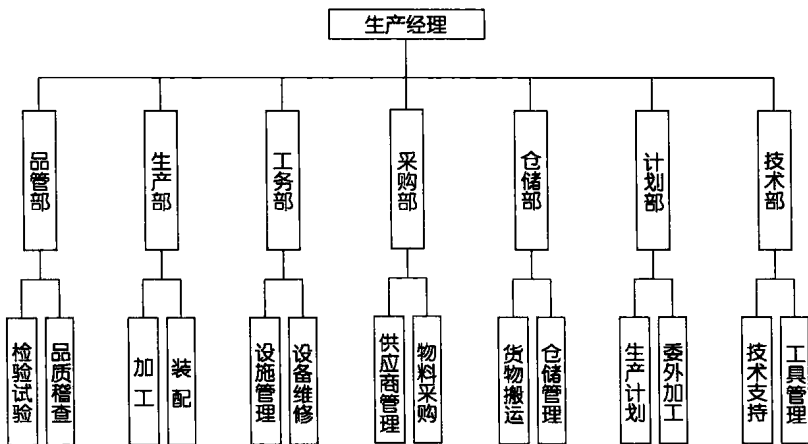 生产经理
品管部
生产部
工务部
采购部
仓储部
计划部
技术部
检验试验
品质稽查
加工
装配
设施管理
设备维修
供应商管理
物料采购
货物搬运
仓储管理
生产计划
委外加工
技术支持
工具管理